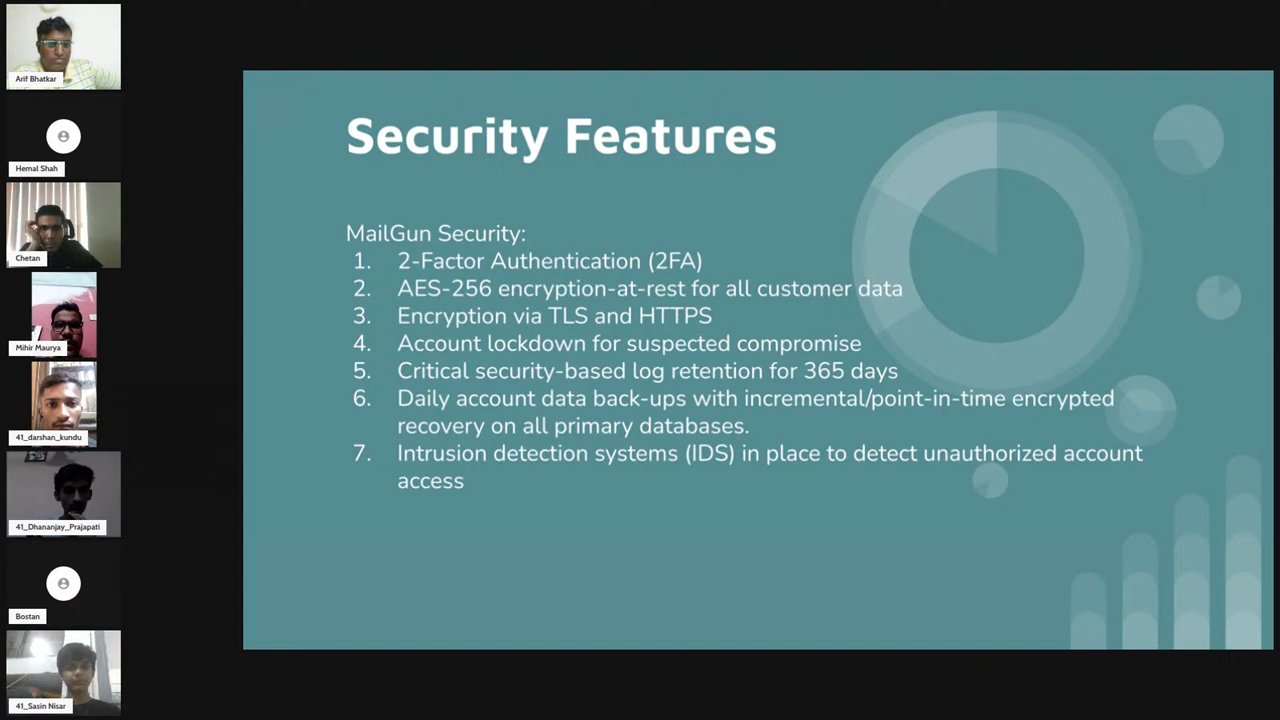 Arif Bhatkar
Hemal Shah
Chetan
Mihir Maurya
41_darshan_kundu
41_Dhananjay_Prajapati
Bostan
41_Sasin Nisar
Security Features
MailGun Security:
1. 2-Factor Authentication (2FA)
2. AES-256 encryption-at-rest for all customer data
3. Encryption via TLS and HTTPS
4. Account lockdown for suspected compromise
5. Critical security-based log retention for 365 days
6. Daily account data back-ups with incremental/point-in-time encrypted
recovery on all primary databases.
7. Intrusion detection systems (IDS) in place to detect unauthorized account
access